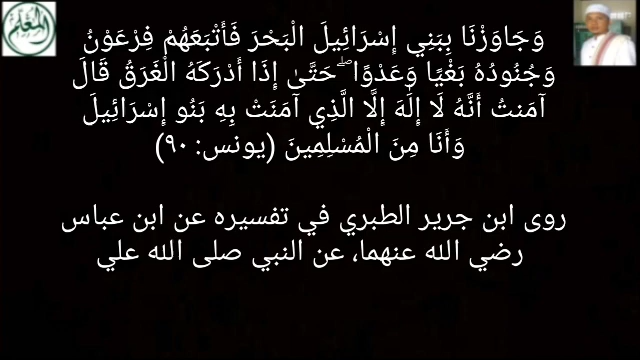 المعلم
وَجَاوَزْنَا بِبَنِي إِسْرَائِيلَ الْبَحْرَ فَأَتْبَعَهُمْ فِرْعَوْنُ
وَجُنُودُهُ بَغْيًا وَعَدْوًا ۖ حَتَّىٰ إِذَا أَدْرَكَهُ الْغَرَقُ قَالَ
آمَنتُ أَنَّهُ لَا إِلَٰهَ إِلَّا الَّذِي آمَنَتْ بِهِ بَنُو إِسْرَائِيلَ
وَأَنَا مِنَ الْمُسْلِمِينَ (يونس: ٩٠)
روى ابن جرير الطبري في تفسيره عن ابن عباس
رضي الله عنهما، عن النبي صلى الله علي